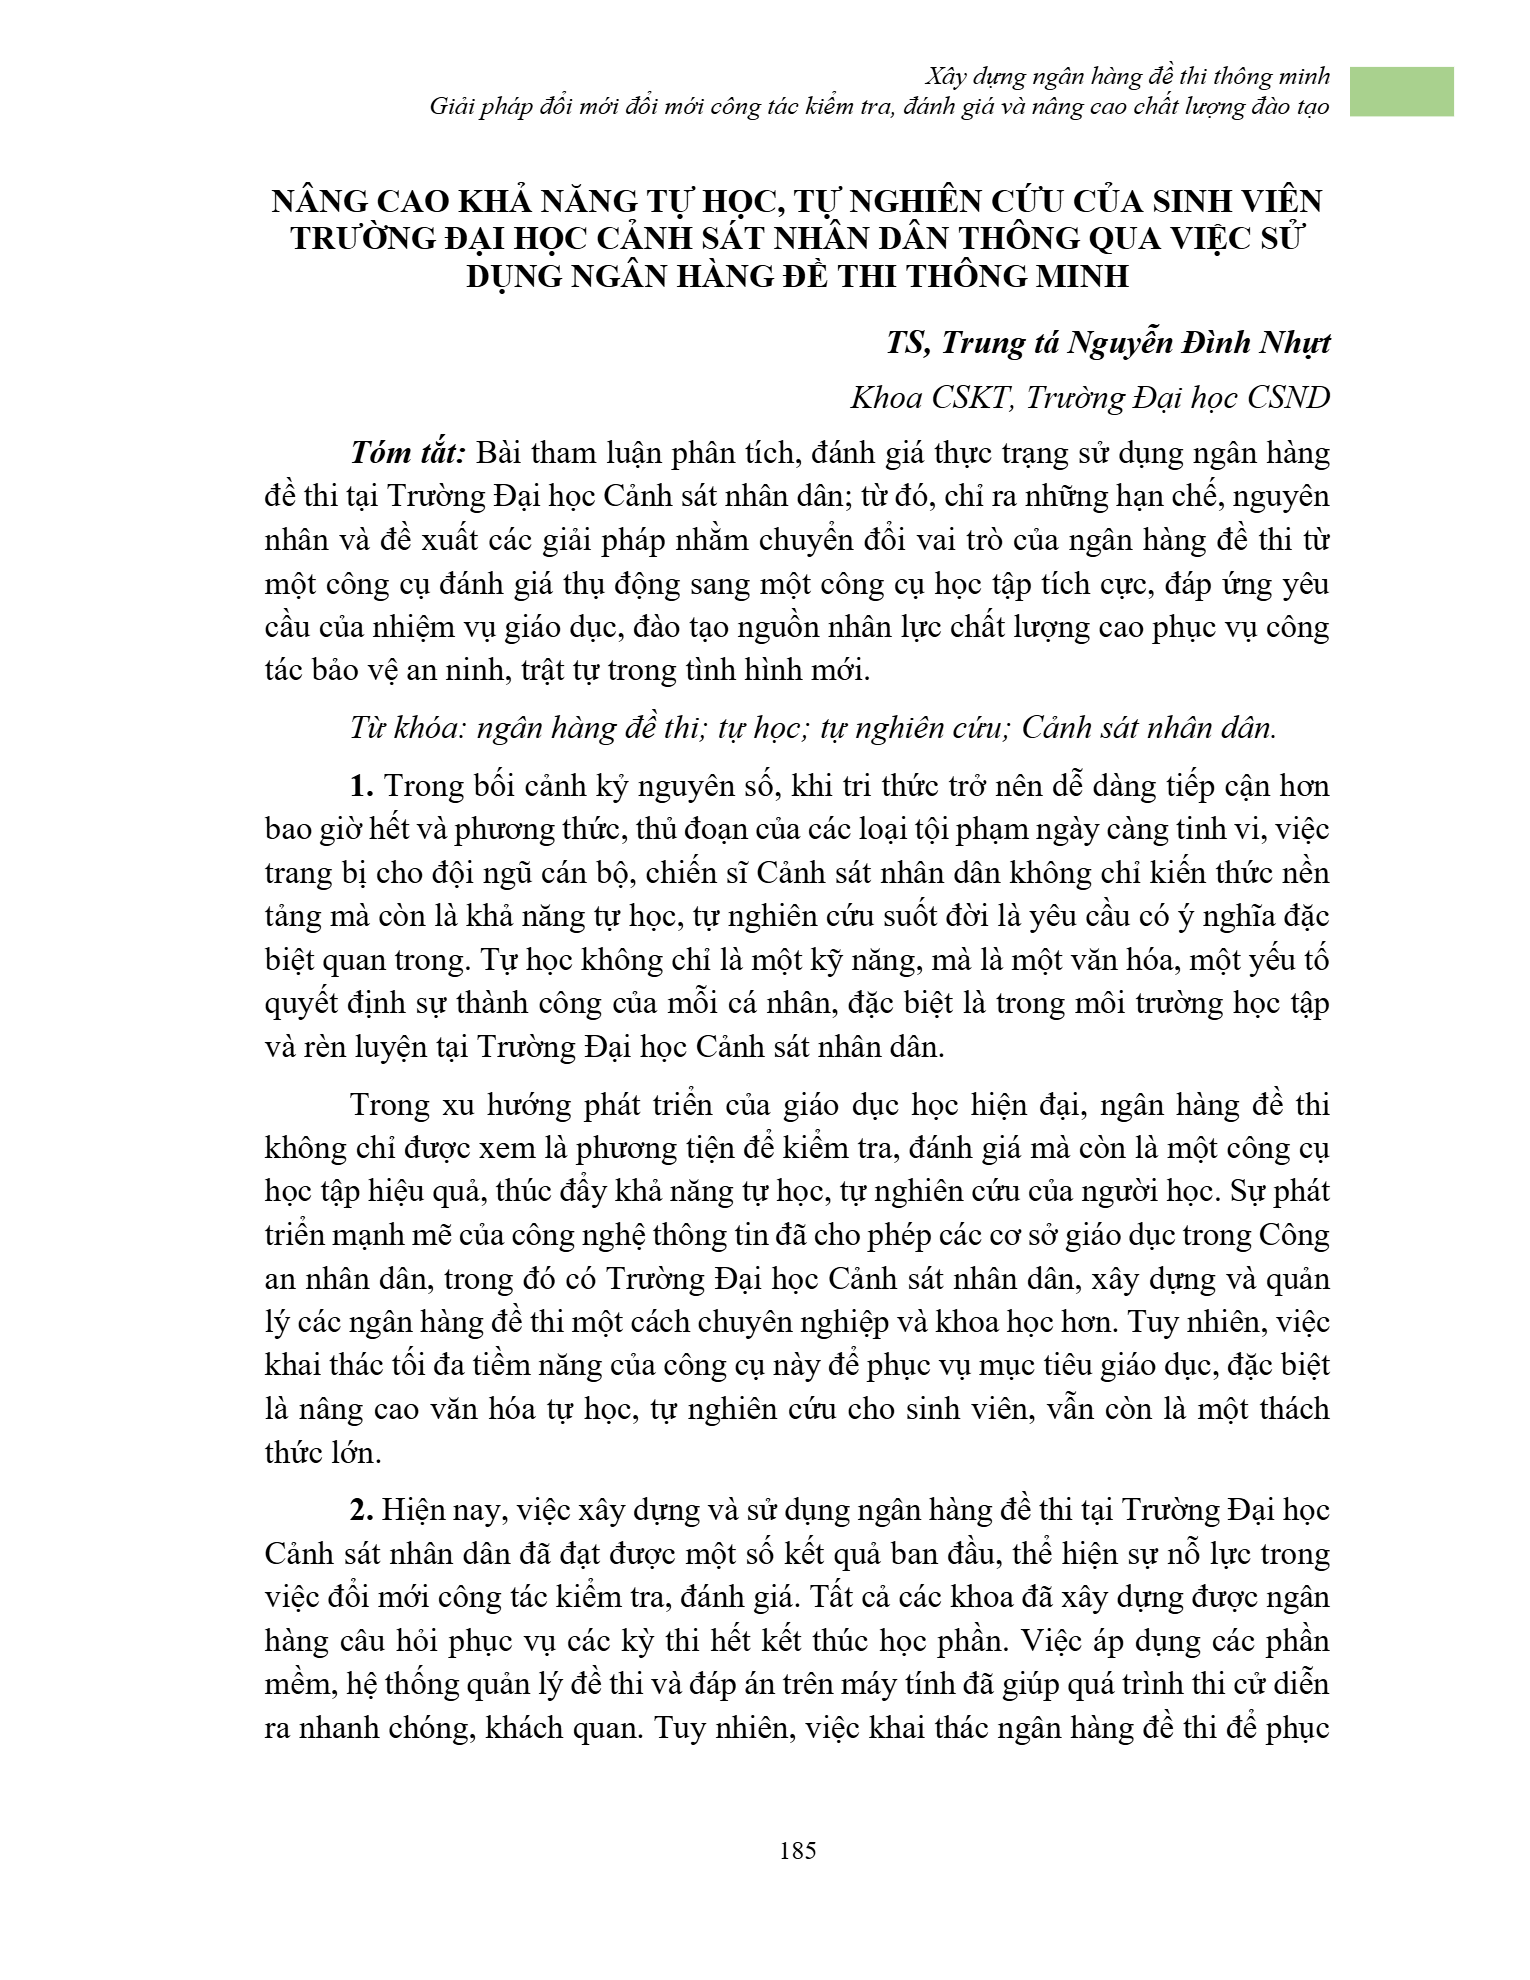 Xây dựng ngân hàng đề thi thông minh
Giải pháp đổi mới đổi mới công tác kiểm tra, đánh giá và nâng cao chất lượng đào tạo
NÂNG CAO KHẢ NĂNG TỰ HỌC, TỰ NGHIÊN CỨU CỦA SINH VIÊN
TRƯỜNG ĐẠI HỌC CẢNH SÁT NHÂN DÂN THÔNG QUA VIỆC SỬ
DỤNG NGÂN HÀNG ĐỀ THI THÔNG MINH
TS, Trung tá Nguyễn Đình Nhựt
Khoa CSKT, Trường Đại học CSND
Tóm tắt: Bài tham luận phân tích, đánh giá thực trạng sử dụng ngân hàng
đề thi tại Trường Đại học Cảnh sát nhân dân; từ đó, chỉ ra những hạn chế, nguyên
nhân và đề xuất các giải pháp nhằm chuyển đổi vai trò của ngân hàng đề thi từ
một công cụ đánh giá thụ động sang một công cụ học tập tích cực, đáp ứng yêu
cầu của nhiệm vụ giáo dục, đào tạo nguồn nhân lực chất lượng cao phục vụ công
tác bảo vệ an ninh, trật tự trong tình hình mới.
Từ khóa: ngân hàng đề thi; tự học; tự nghiên cứu; Cảnh sát nhân dân.
1. Trong bối cảnh kỷ nguyên số, khi tri thức trở nên dễ dàng tiếp cận hơn
bao giờ hết và phương thức, thủ đoạn của các loại tội phạm ngày càng tinh vi, việc
trang bị cho đội ngũ cán bộ, chiến sĩ Cảnh sát nhân dân không chỉ kiến thức nền
tảng mà còn là khả năng tự học, tự nghiên cứu suốt đời là yêu cầu có ý nghĩa đặc
biệt quan trong. Tự học không chỉ là một kỹ năng, mà là một văn hóa, một yếu tố
quyết định sự thành công của mỗi cá nhân, đặc biệt là trong môi trường học tập
và rèn luyện tại Trường Đại học Cảnh sát nhân dân.
Trong xu hướng phát triển của giáo dục học hiện đại, ngân hàng đề thi
không chỉ được xem là phương tiện để kiểm tra, đánh giá mà còn là một công cụ
học tập hiệu quả, thúc đẩy khả năng tự học, tự nghiên cứu của người học. Sự phát
triển mạnh mẽ của công nghệ thông tin đã cho phép các cơ sở giáo dục trong Công
an nhân dân, trong đó có Trường Đại học Cảnh sát nhân dân, xây dựng và quản
lý các ngân hàng đề thi một cách chuyên nghiệp và khoa học hơn. Tuy nhiên, việc
khai thác tối đa tiềm năng của công cụ này để phục vụ mục tiêu giáo dục, đặc biệt
là nâng cao văn hóa tự học, tự nghiên cứu cho sinh viên, vẫn còn là một thách
thức lớn.
2. Hiện nay, việc xây dựng và sử dụng ngân hàng đề thi tại Trường Đại học
Cảnh sát nhân dân đã đạt được một số kết quả ban đầu, thể hiện sự nỗ lực trong
việc đổi mới công tác kiểm tra, đánh giá. Tất cả các khoa đã xây dựng được ngân
hàng câu hỏi phục vụ các kỳ thi hết kết thúc học phần. Việc áp dụng các phần
mềm, hệ thống quản lý đề thi và đáp án trên máy tính đã giúp quá trình thi cử diễn
ra nhanh chóng, khách quan. Tuy nhiên, việc khai thác ngân hàng đề thi để phục
185